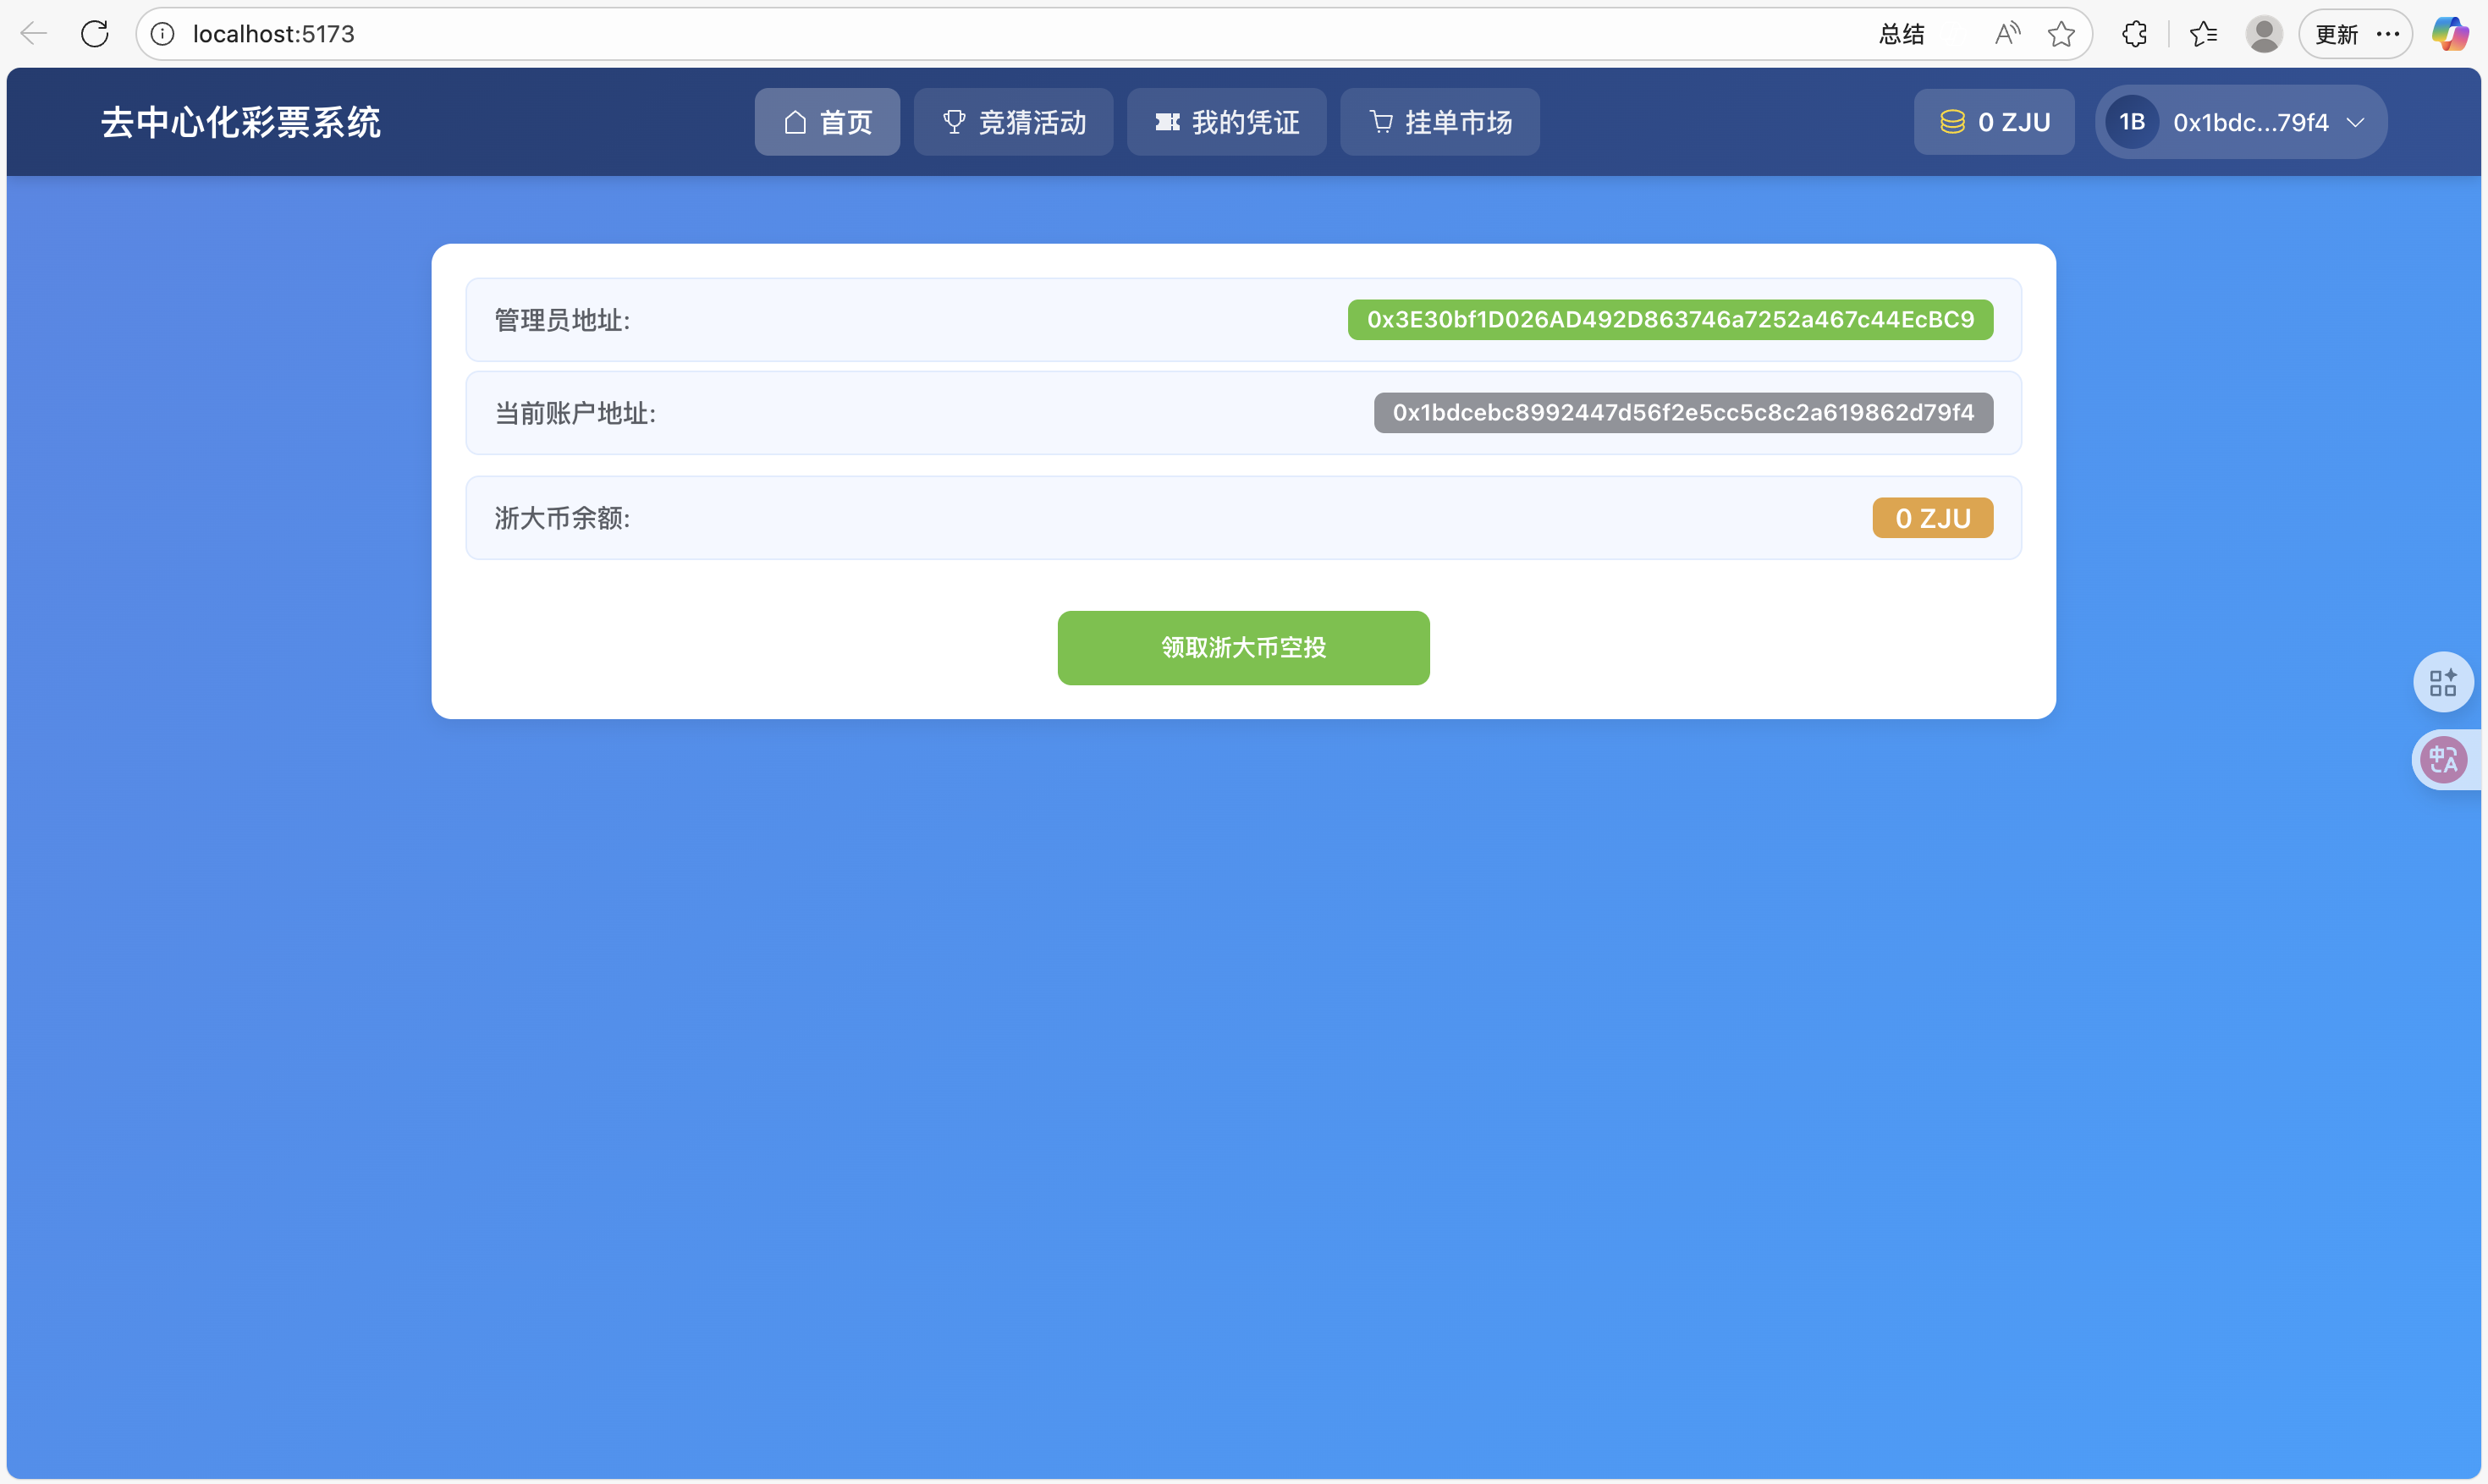 localhost:5173 总结 更新
去中心化彩票系统 首页 竞猜活动 我的凭证 挂单市场 0 ZJU 1B 0x1bdc...79f4
管理员地址: 0x3E30bf1D026AD492D863746a7252a467c44EcBC9
当前账户地址: 0x1bdcebc8992447d56f2e5cc5c8c2a619862d79f4
浙大币余额: 0 ZJU
领取浙大币空投